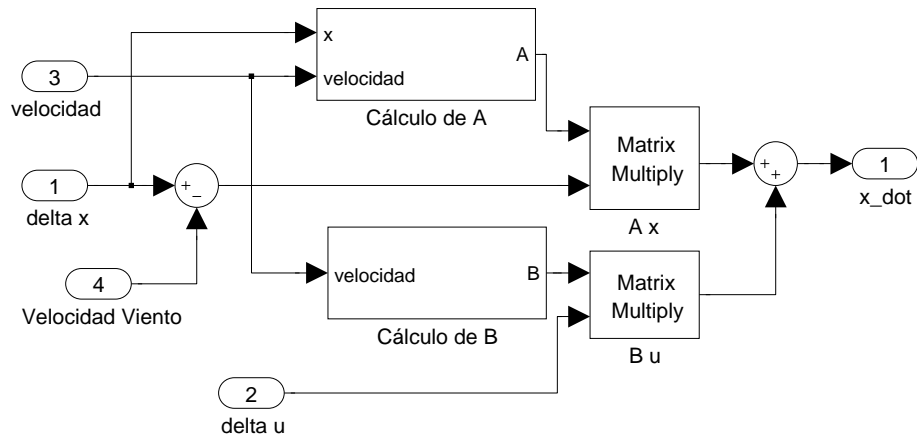 x
A
3
velocidad
velocidad
Cálculo de A
Matrix
Multiply
+
+
1
x_dot
1
+
−
delta x
A x
velocidad
B
4
Velocidad Viento
Matrix
Multiply
Cálculo de B
B u
2
delta u